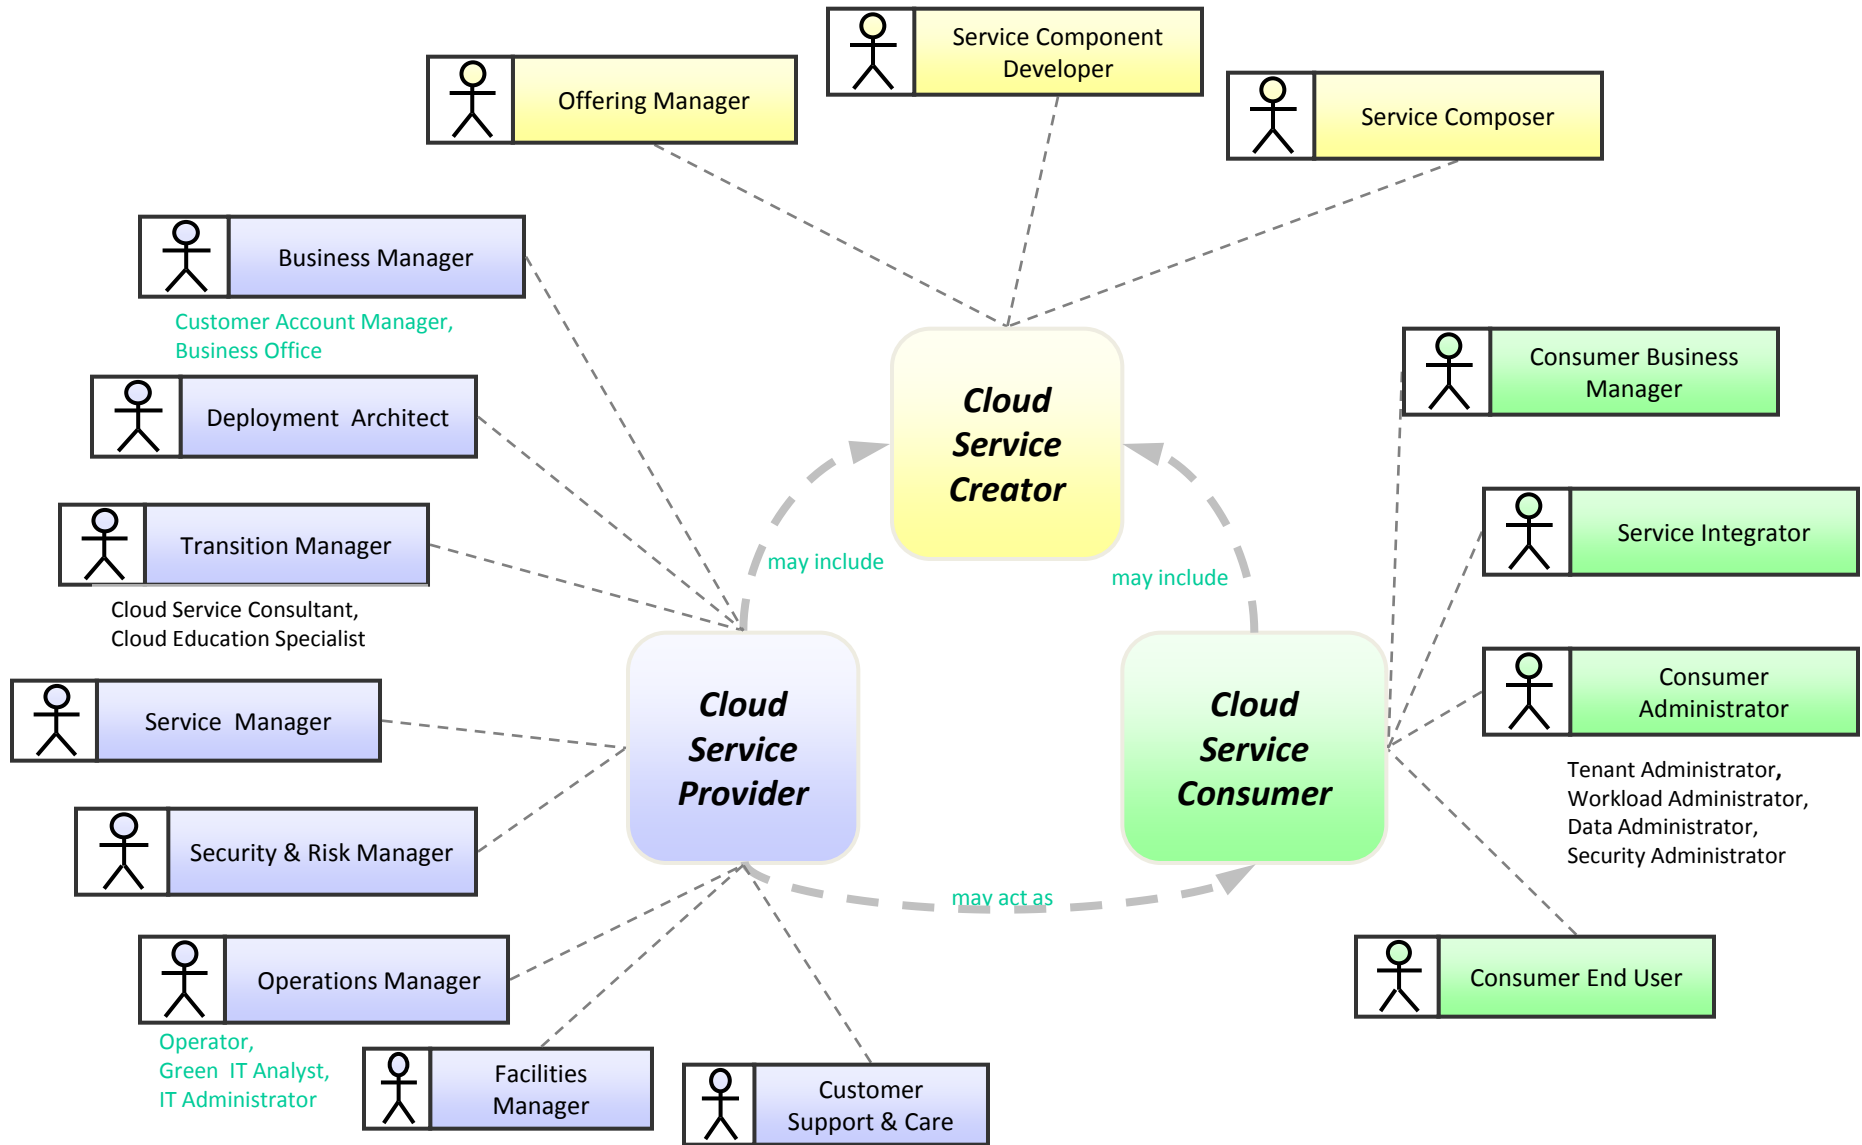 Service Component
Developer
Offering Manager
Service Composer
Business Manager
Customer Account Manager,
Business Office
Deployment Architect
Transition Manager
Cloud Service Consultant,
Cloud Education Specialist
Service Manager
Security & Risk Manager
Operations Manager
Operator,
Green IT Analyst,
IT Administrator
Facilities
Manager
Customer
Support & Care
Cloud
Service
Creator
may include
may include
Cloud
Service
Provider
Cloud
Service
Consumer
may act as
Consumer Business
Manager
Service Integrator
Consumer
Administrator
Tenant Administrator,
Workload Administrator,
Data Administrator,
Security Administrator
Consumer End User